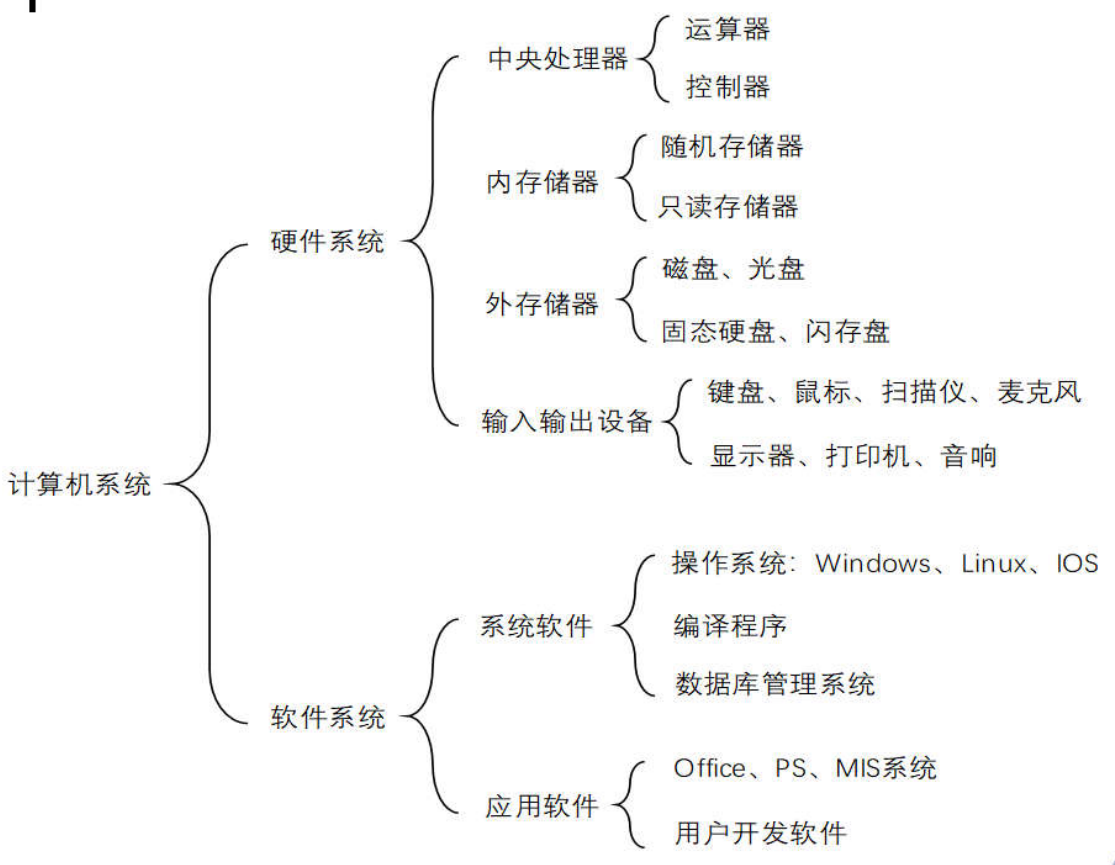 计算机系统
硬件系统
中央处理器
运算器
控制器
内存储器
随机存储器
只读存储器
外存储器
磁盘、光盘
固态硬盘、闪存盘
输入输出设备
键盘、鼠标、扫描仪、麦克风
显示器、打印机、音响
软件系统
系统软件
操作系统：Windows、Linux、IOS
编译程序
数据库管理系统
应用软件
Office、PS、MIS系统
用户开发软件